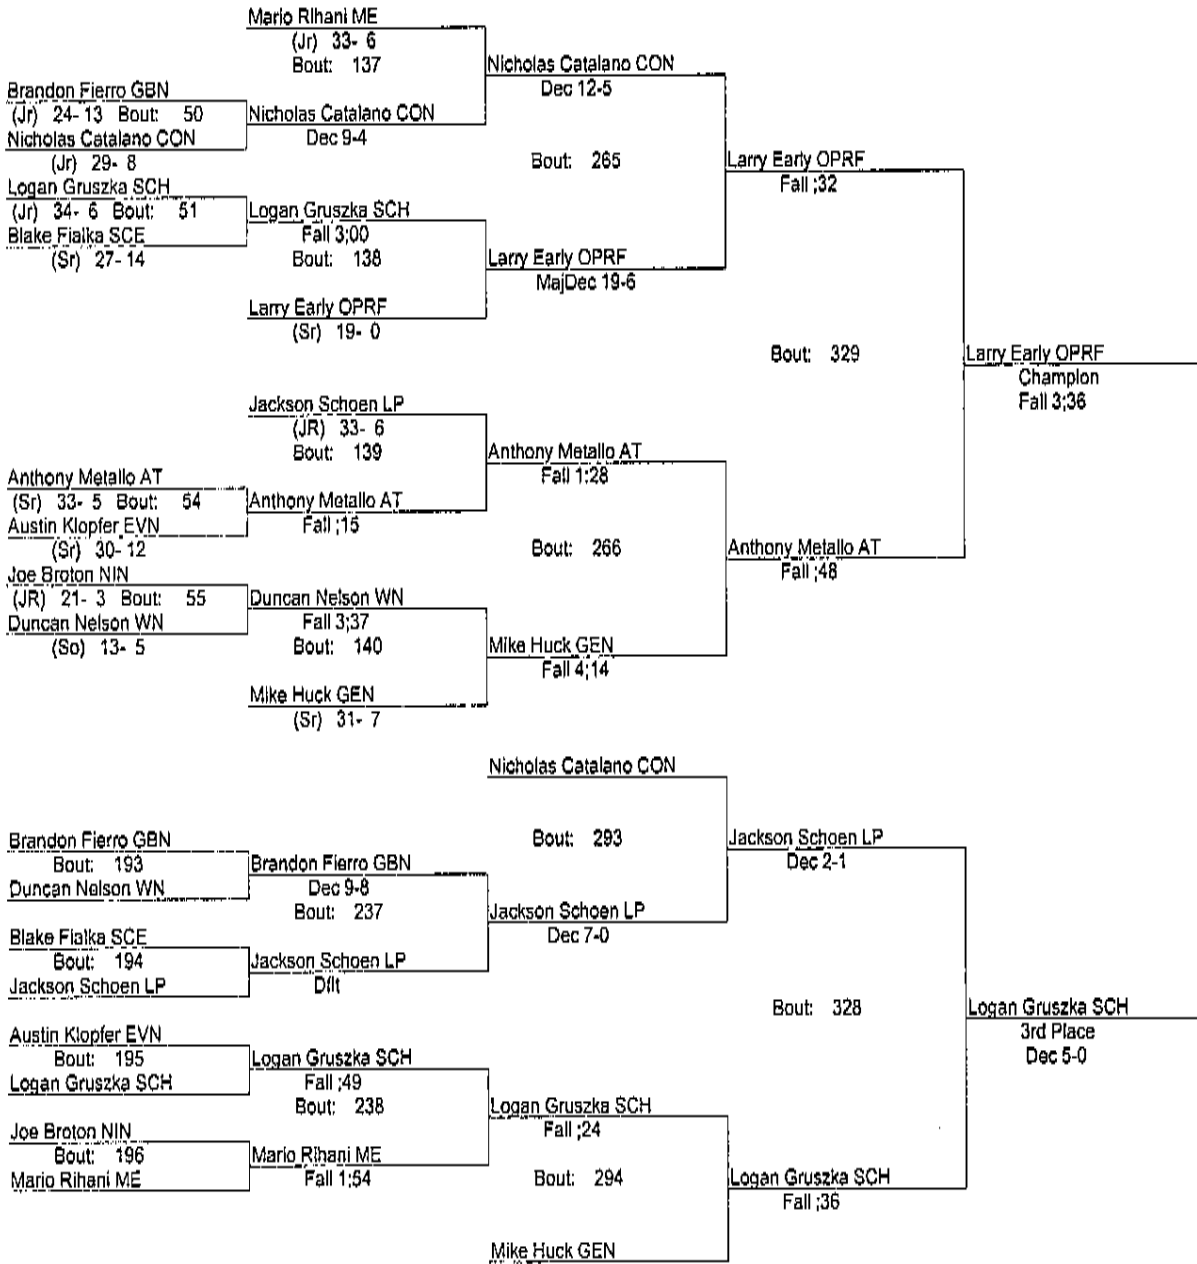 Mario Rihani ME
(Jr) 33- 6
Bout: 137
Nicholas Catalano CON
Dec 12-5
Brandon Fierro GBN
(Jr) 24- 13 Bout: 50
Nicholas Catalano CON
Dec 9-4
Nicholas Catalano CON
(Jr) 29- 8
Bout: 265
Larry Early OPRF
Fall ;32
Logan Gruszka SCH
(Jr) 34- 6 Bout: 51
Logan Gruszka SCH
Fall 3;00
Blake Fialka SCE
(Sr) 27- 14
Bout: 138
Larry Early OPRF
MajDec 19-6
Larry Early OPRF
(Sr) 19- 0
Bout: 329
Larry Early OPRF
Champion
Fall 3;36
Jackson Schoen LP
(JR) 33- 6
Bout: 139
Anthony Metallo AT
Fall 1:28
Anthony Metallo AT
(Sr) 33- 5 Bout: 54
Anthony Metallo AT
Fall ;15
Austin Klopfer EVN
(Sr) 30- 12
Bout: 266
Anthony Metallo AT
Fall ;48
Joe Broton NIN
(JR) 21- 3 Bout: 55
Duncan Nelson WN
Fall 3;37
Duncan Nelson WN
(So) 13- 5
Bout: 140
Mike Huck GEN
Fall 4;14
Mike Huck GEN
(Sr) 31- 7
Nicholas Catalano CON
Bout: 293
Jackson Schoen LP
Dec 2-1
Brandon Fierro GBN
Bout: 193
Brandon Fierro GBN
Dec 9-8
Duncan Nelson WN
Bout: 237
Jackson Schoen LP
Dec 7-0
Blake Fialka SCE
Bout: 194
Jackson Schoen LP
Dflt
Jackson Schoen LP
Bout: 328
Logan Gruszka SCH
3rd Place
Dec 5-0
Austin Klopfer EVN
Bout: 195
Logan Gruszka SCH
Fall ;49
Logan Gruszka SCH
Bout: 238
Logan Gruszka SCH
Fall ;24
Joe Broton NIN
Bout: 196
Mario Rihani ME
Fall 1;54
Mario Rihani ME
Bout: 294
Logan Gruszka SCH
Fall ;36
Mike Huck GEN